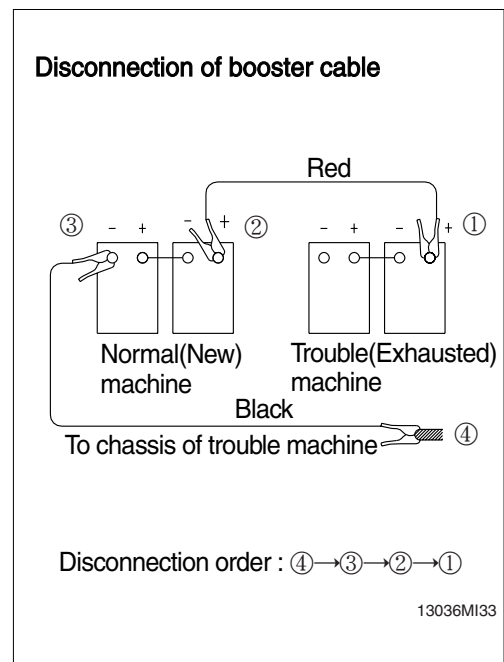 Disconnection of booster cable
Red
③ - + - + ② - + - + ①
Normal(New)
machine
Trouble(Exhausted)
machine
Black
To chassis of trouble machine ④
Disconnection order : ④→③→②→①
13036MI33